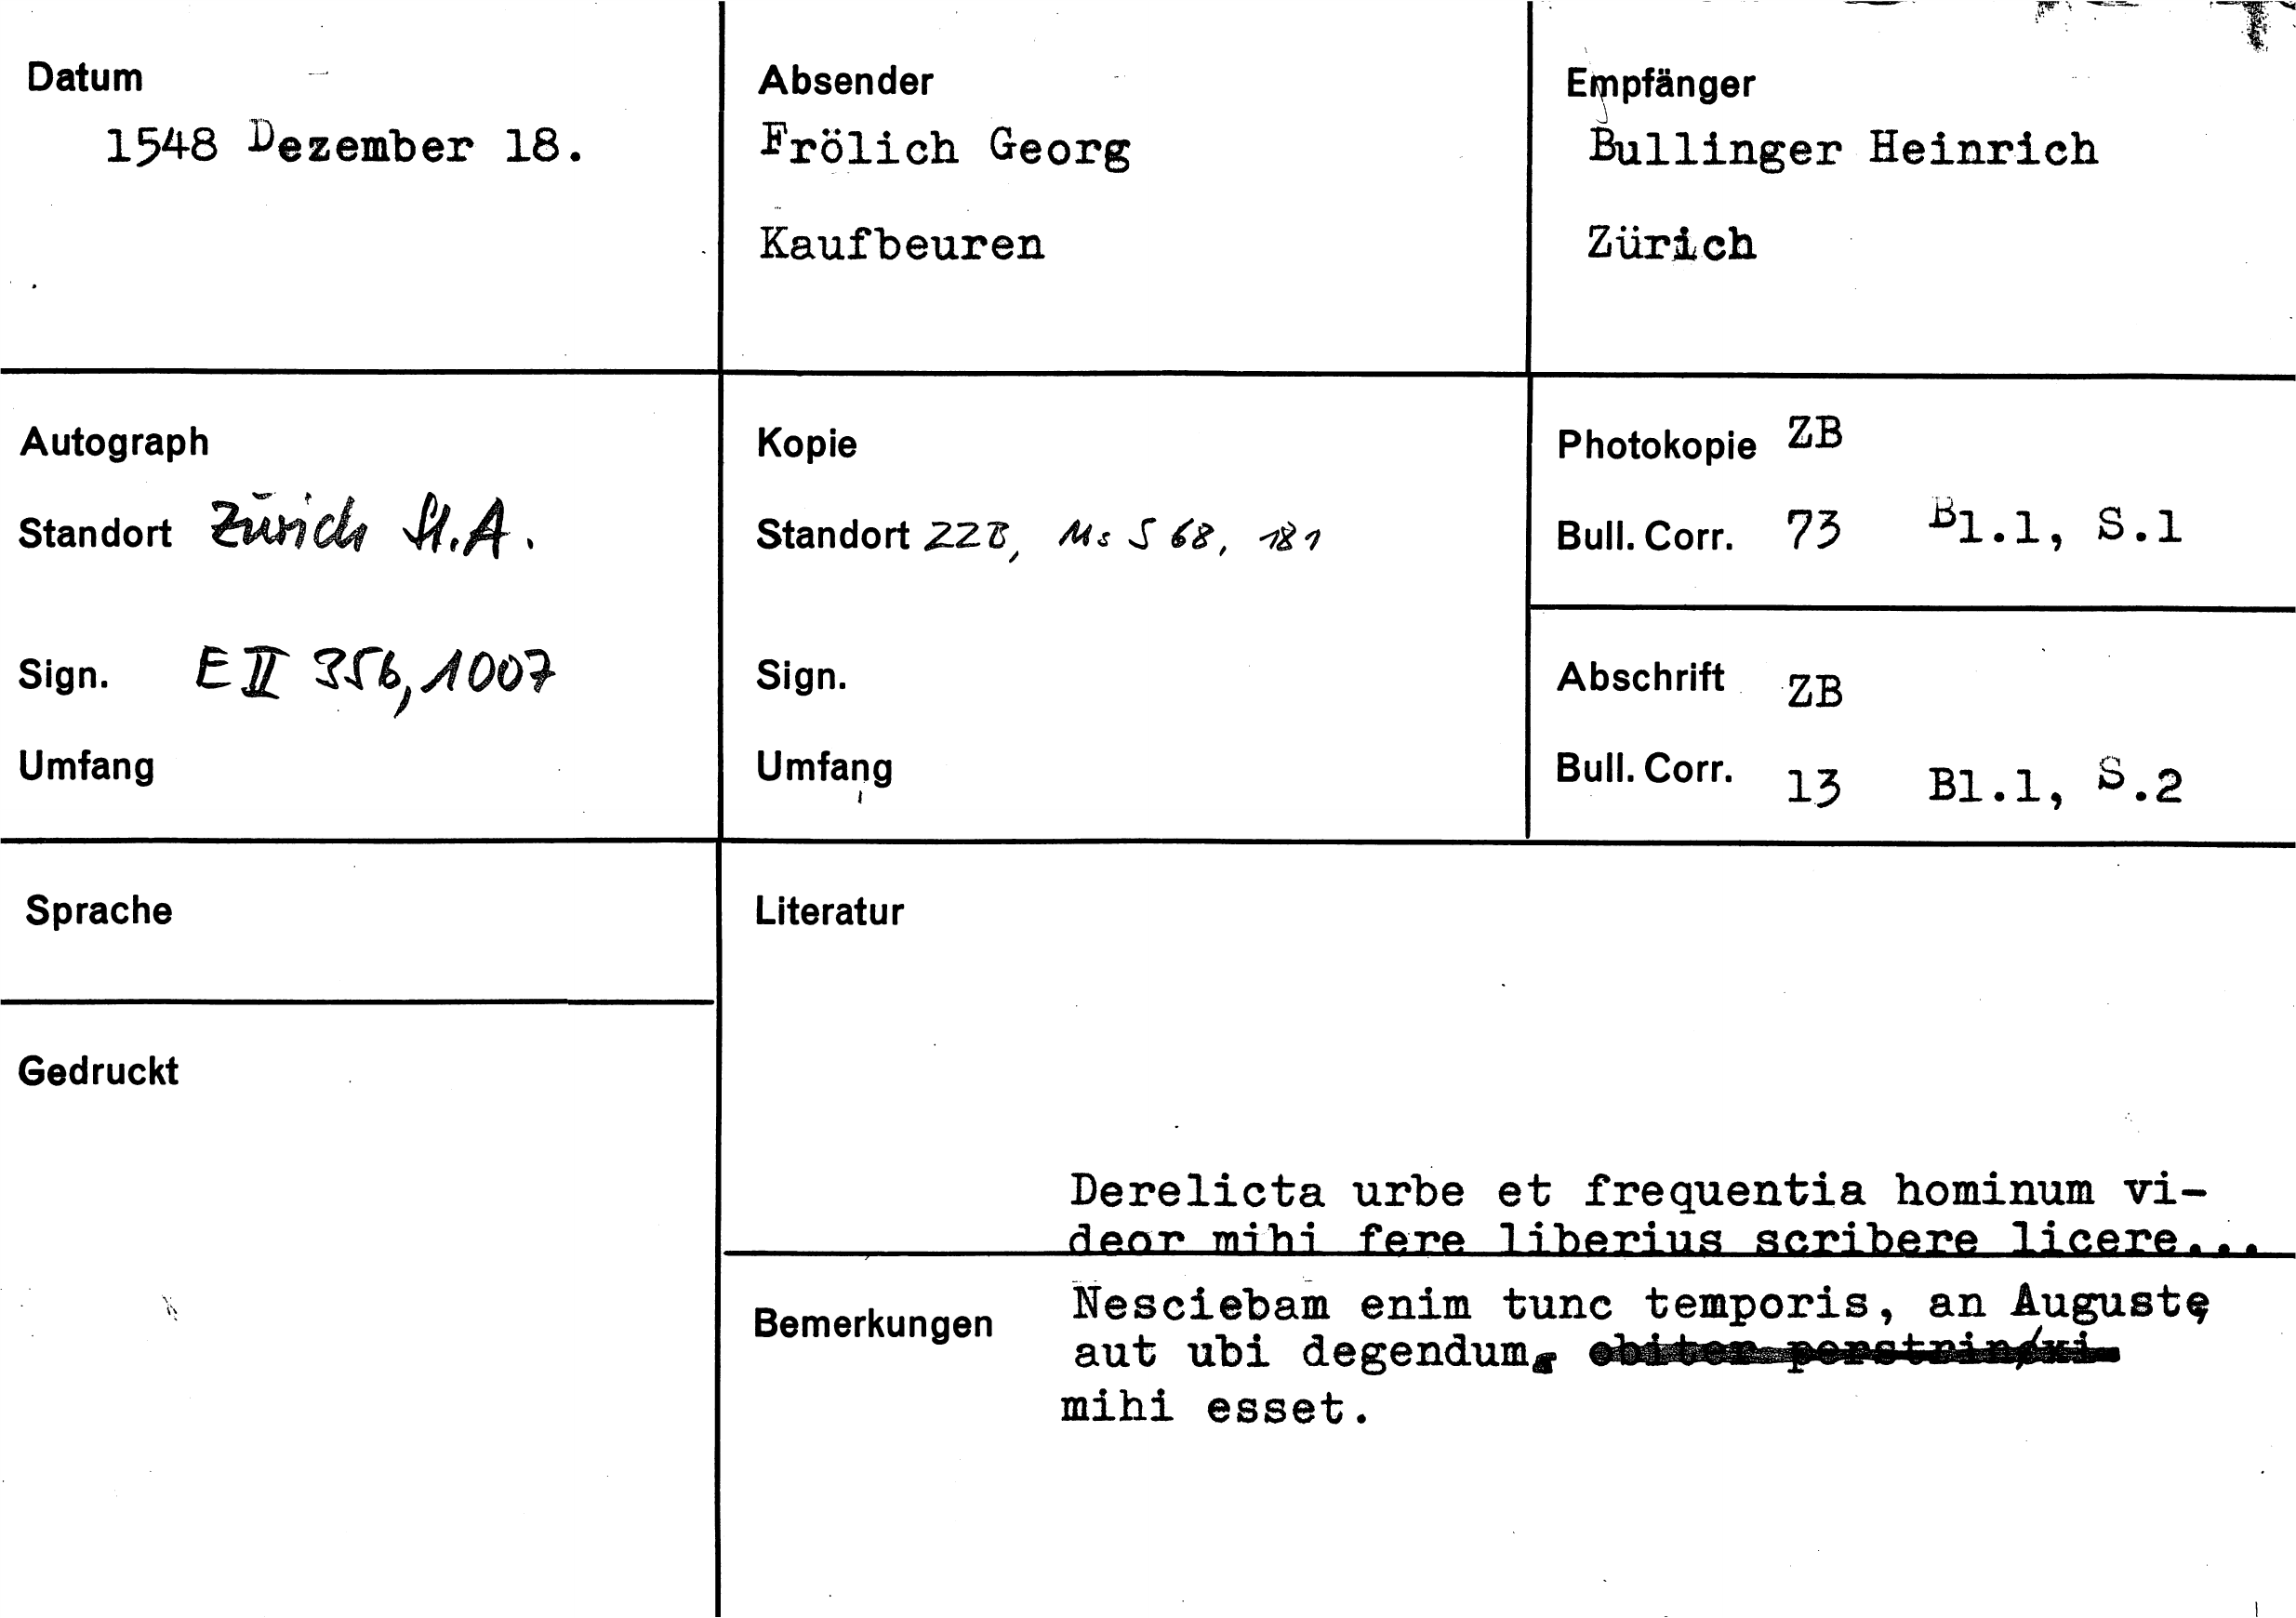 Datum
1548 Dezember 18.
Absender
Frölich Georg
Kaufbeuren
Empfänger
Bullinger Heinrich
Zürich
Autograph
Standort Zürich St.A.
Sign. E II 356, 1007
Umfang
Kopie
Standort ZZB, Ms S 68, 181
Sign.
Umfang
Photokopie ZB
Bull. Corr. 73 Bl.1, S.1
Abschrift ZB
Bull. Corr. 13 Bl.1, S.2
Sprache
Gedruckt
Literatur
Derelicta urbe et frequentia hominum vi-
deor mihi fere liberius scribere licere...
Bemerkungen
Nesciebam enim tunc temporis, an Augustę
aut ubi degendum
mihi esset.